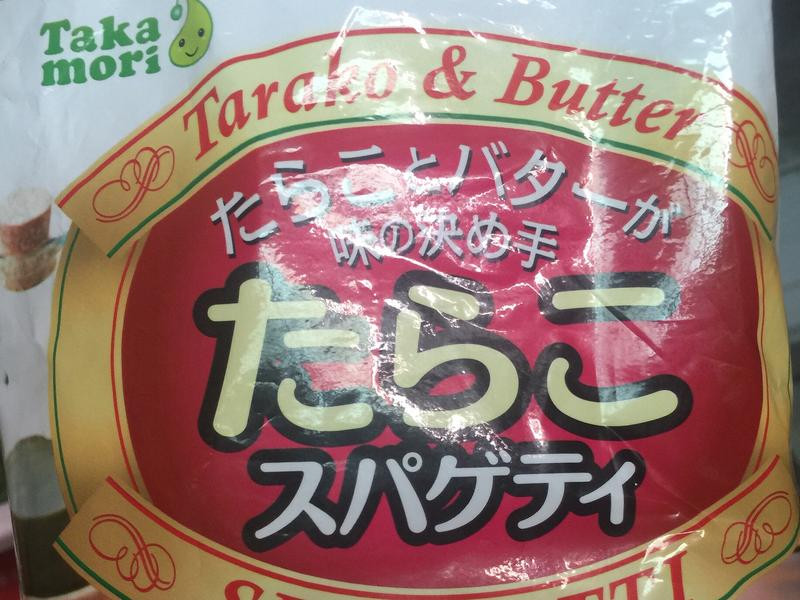 Taka
mori
Tarako & Butter
たらことバターが
味の決め手
たらこ
スパゲティ